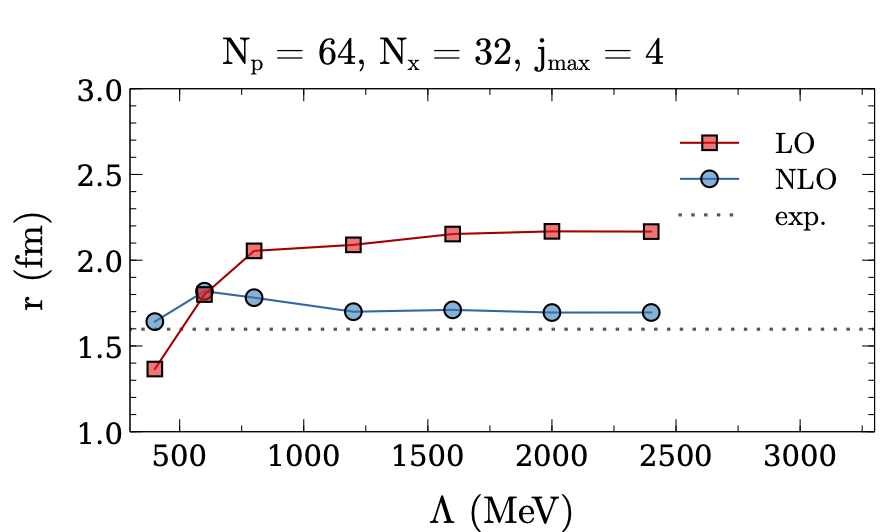 N_p = 64, N_x = 32, j_max = 4
3.0
2.5
2.0
1.5
1.0
r (fm)
LO
NLO
exp.
500 1000 1500 2000 2500 3000
Λ (MeV)